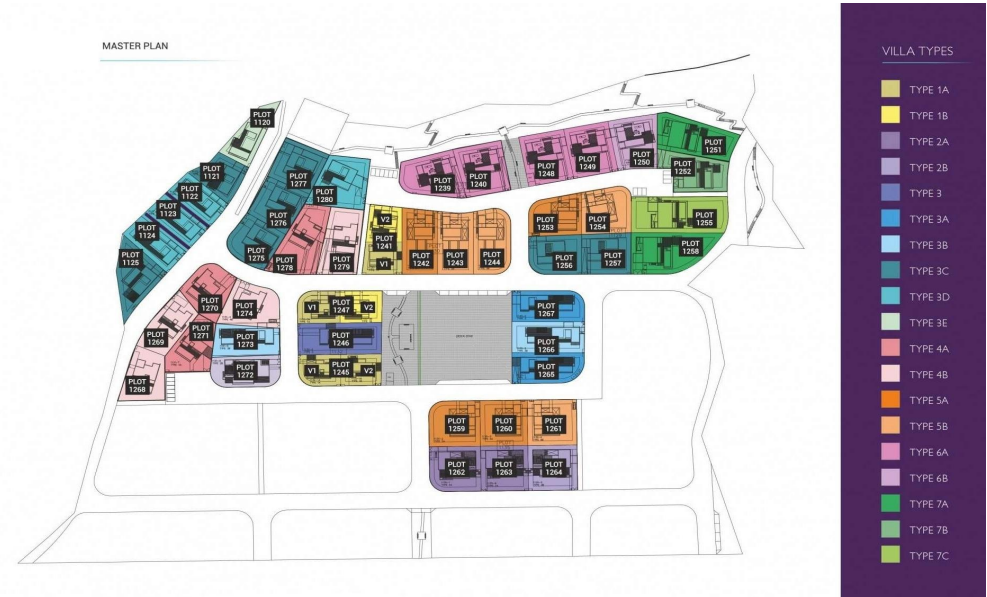 MASTER PLAN
PLOT
1120
PLOT
1121
PLOT
1122
PLOT
1123
PLOT
1124
PLOT
1125
PLOT
1277
PLOT
1280
PLOT
1276
PLOT
1275
PLOT
1278
PLOT
1279
V2
PLOT
1241
V1
PLOT
1242
PLOT
1243
PLOT
1244
PLOT
1239
PLOT
1240
PLOT
1248
PLOT
1249
PLOT
1250
PLOT
1251
PLOT
1252
PLOT
1253
PLOT
1254
PLOT
1255
PLOT
1256
PLOT
1257
PLOT
1258
PLOT
1270
PLOT
1274
PLOT
1269
PLOT
1271
PLOT
1273
PLOT
1272
PLOT
1268
V1
PLOT
1247
V2
PLOT
1246
V1
PLOT
1245
V2
PLOT
1267
PLOT
1266
PLOT
1265
PLOT
1259
PLOT
1260
PLOT
1261
PLOT
1262
PLOT
1263
PLOT
1264
VILLA TYPES
TYPE 1A
TYPE 1B
TYPE 2A
TYPE 2B
TYPE 3
TYPE 3A
TYPE 3B
TYPE 3C
TYPE 3D
TYPE 3E
TYPE 4A
TYPE 4B
TYPE 5A
TYPE 5B
TYPE 6A
TYPE 6B
TYPE 7A
TYPE 7B
TYPE 7C